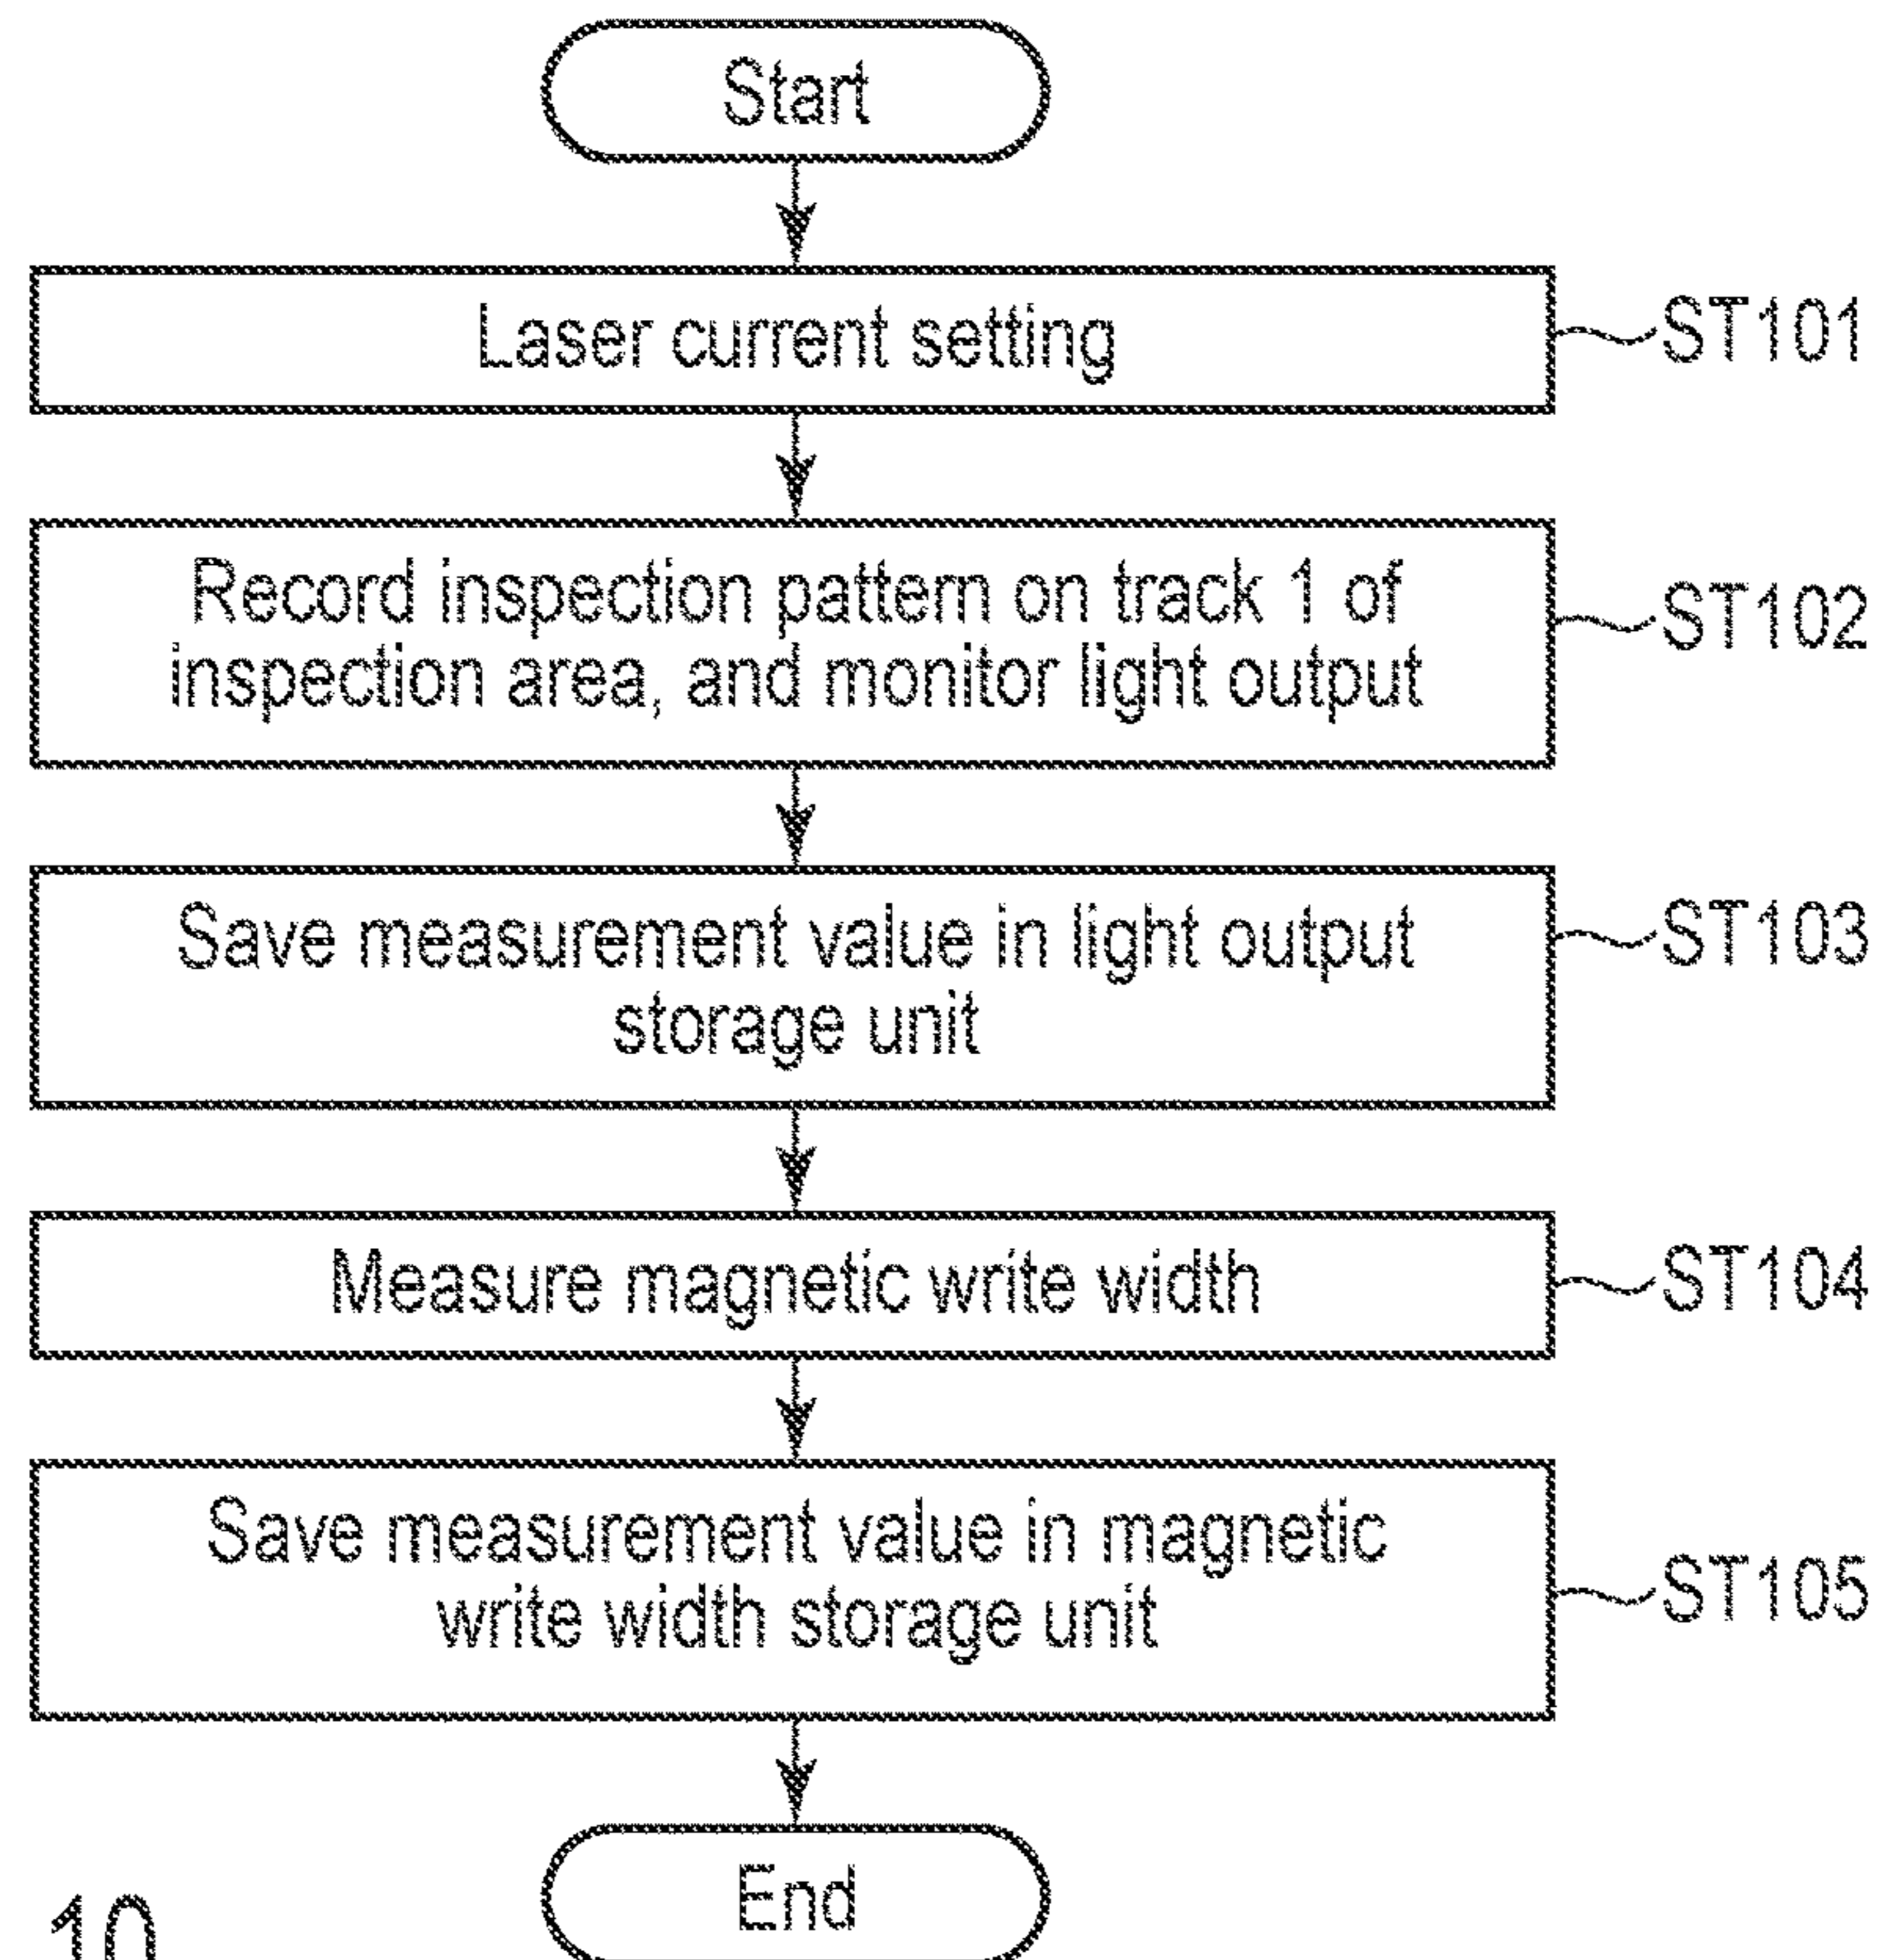 Start
Laser current setting
ST101
Record inspection pattern on track 1 of
inspection area, and monitor light output
ST102
Save measurement value in light output
storage unit
ST103
Measure magnetic write width
ST104
Save measurement value in magnetic
write width storage unit
ST105
End
10